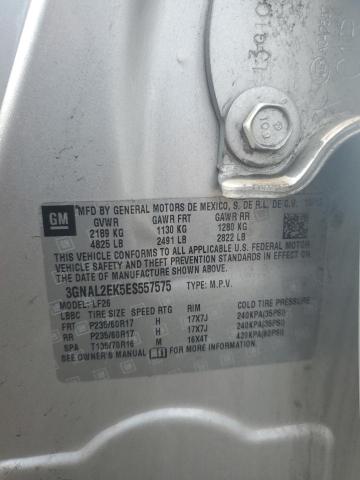 GM
MFD BY GENERAL MOTORS DE MEXICO, S. DE R.L. DE C.V.
GVWR GAWR FRT GAWR RR
2189 KG 1130 KG 1280 KG
4825 LB 2491 LB 2822 LB
THIS VEHICLE CONFORMS TO ALL APPLICABLE U.S. FEDERAL
MOTOR VEHICLE SAFETY AND THEFT PREVENTION
STANDARDS IN EFFECT ON THE
DATE OF MANUFACTURE SHOWN ABOVE.
3GNAL2EK5ES557575 TYPE: M.P.V.
MODEL: LF26
LBBC TIRE SIZE SPEED RTG RIM COLD TIRE PRESSURE
FRT P235/60R17 H 17X7J 240KPA(35PSI)
RR P235/60R17 H 17X7J 240KPA(35PSI)
SPA T135/70R16 M 16X4T 420KPA(60PSI)
SEE OWNER'S MANUAL FOR MORE INFORMATION.